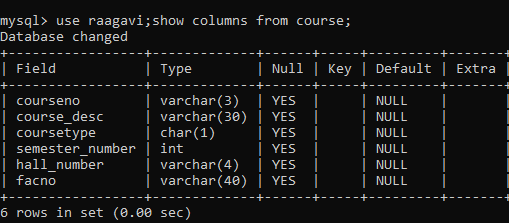 mysql> use raagavi;show columns from course;
Database changed
+-----------------+-------------+------+-----+---------+-------+
| Field           | Type        | Null | Key | Default | Extra |
+-----------------+-------------+------+-----+---------+-------+
| courseno        | varchar(3)  | YES  |     | NULL    |       |
| course_desc     | varchar(30) | YES  |     | NULL    |       |
| coursetype      | char(1)     | YES  |     | NULL    |       |
| semester_number | int         | YES  |     | NULL    |       |
| hall_number     | varchar(4)  | YES  |     | NULL    |       |
| facno           | varchar(40) | YES  |     | NULL    |       |
+-----------------+-------------+------+-----+---------+-------+
6 rows in set (0.00 sec)